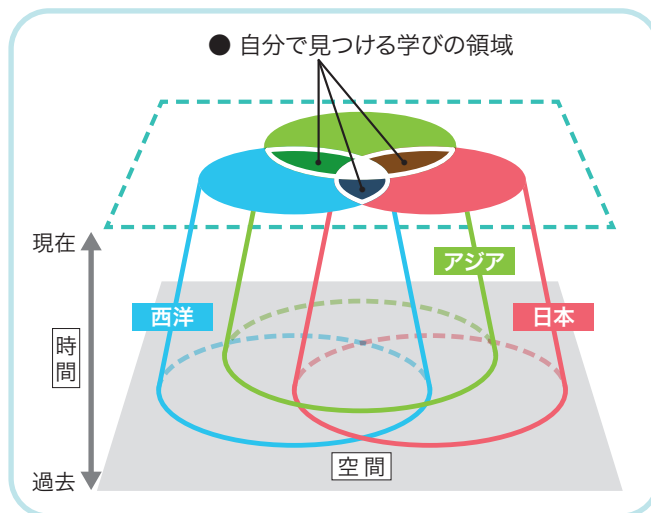 ● 自分で見つける学びの領域
現在
アジア
西洋
日本
時間
空間
過去